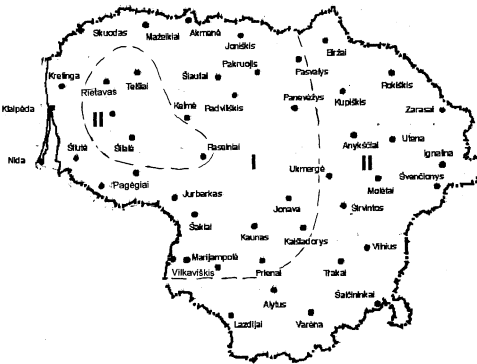 Skuodas
Mažeikiai
Akmenė
Joniškis
Biržai
Kretinga
Rietavas
Telšiai
Šiauliai
Pakruojis
Pasvalys
Rokiškis
Klaipėda
Kelmė
Radviliškis
Panevėžys
Kupiškis
Zarasai
II
Šilutė
Šilalė
Raseiniai
I
Anykščiai
Utena
Ignalina
Nida
Pagėgiai
Ukmergė
II
Molėtai
Švenčionys
Jurbarkas
Jonava
Širvintos
Šakiai
Kaunas
Kaišiadorys
Vilnius
Marijampolė
Vilkaviškis
Prienai
Trakai
Alytus
Šalčininkai
Lazdijai
Varėna